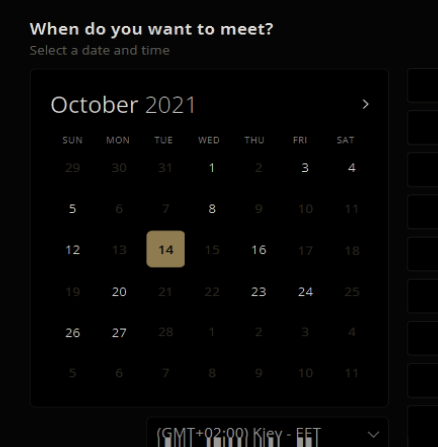 When do you want to meet?
Select a date and time
October 2021
SUN MON TUE WED THU FRI SAT
29 30 31 1 2 3 4
5 6 7 8 9 10 11
12 13 14 15 16 17 18
19 20 21 22 23 24 25
26 27 28 1 2 3 4
5 6 7 8 9 10 11
(GMT+02:00) Kiev - EET